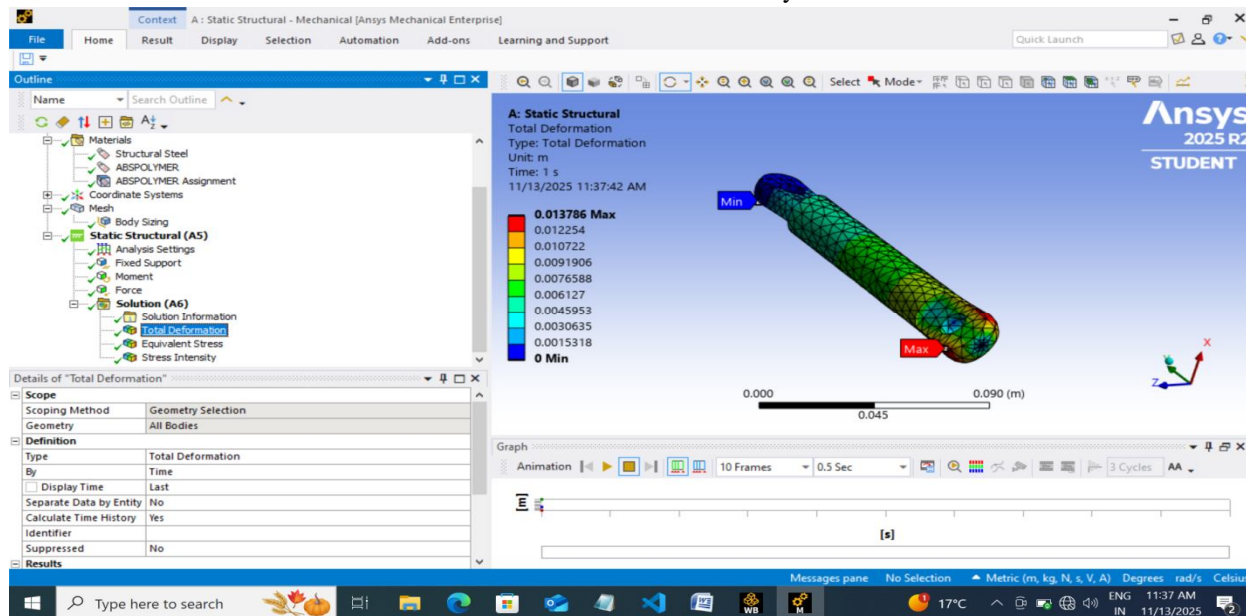 Context A : Static Structural - Mechanical [Ansys Mechanical Enterprise]
File Home Result Display Selection Automation Add-ons Learning and Support Quick Launch
Outline
Name Search Outline
Materials
Structural Steel
ABSPOLYMER
ABSPOLYMER Assignment
Coordinate Systems
Mesh
Body Sizing
Static Structural (A5)
Analysis Settings
Fixed Support
Moment
Force
Solution (A6)
Solution Information
Total Deformation
Equivalent Stress
Stress Intensity
Details of "Total Deformation"
Scope
Scoping Method Geometry Selection
Geometry All Bodies
Definition
Type Total Deformation
By Time
Display Time Last
Separate Data by Entity No
Calculate Time History Yes
Identifier
Suppressed No
Results
Select Mode
A: Static Structural
Total Deformation
Type: Total Deformation
Unit: m
Time: 1 s
11/13/2025 11:37:42 AM
0.013786 Max
0.012254
0.010722
0.0091906
0.0076588
0.006127
0.0045953
0.0030635
0.0015318
0 Min
Min
Max
Ansys
2025 R2
STUDENT
0.000 0.090 (m)
0.045
X
Z
Graph
Animation 10 Frames 0.5 Sec 3 Cycles AA
[s]
Messages pane No Selection Metric (m, kg, N, s, V, A) Degrees rad/s Celsius
Type here to search
WB
M
17°C
ENG 11:37 AM
IN 11/13/2025
2